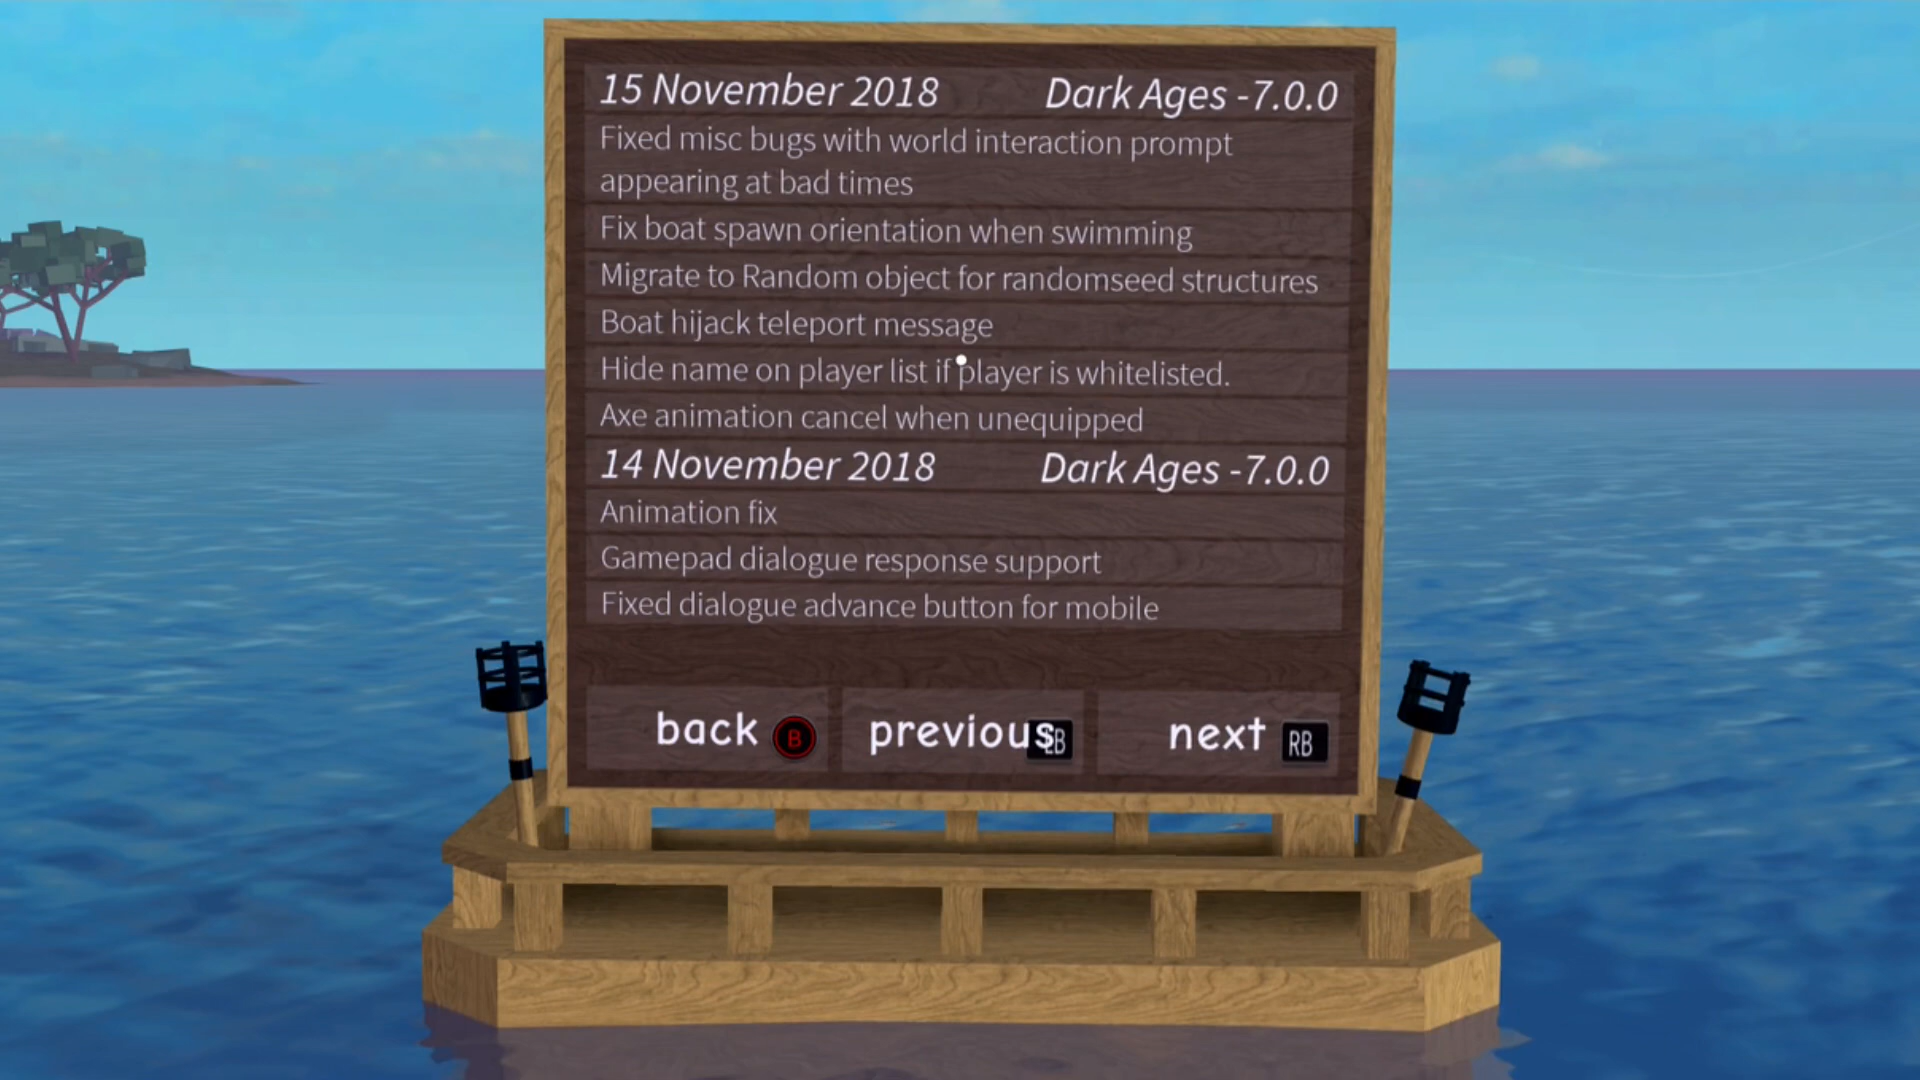 15 November 2018 Dark Ages -7.0.0
Fixed misc bugs with world interaction prompt
appearing at bad times
Fix boat spawn orientation when swimming
Migrate to Random object for randomseed structures
Boat hijack teleport message
Hide name on player list if player is whitelisted.
Axe animation cancel when unequipped
14 November 2018 Dark Ages -7.0.0
Animation fix
Gamepad dialogue response support
Fixed dialogue advance button for mobile
back B previous LB next RB